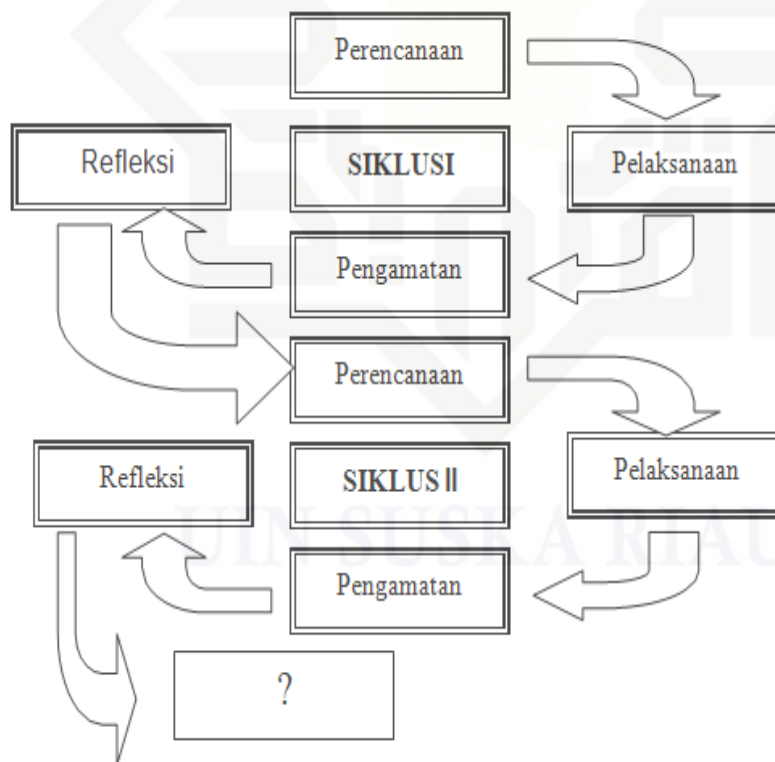 Perencanaan
Refleksi
SIKLUSI
Pelaksanaan
Pengamatan
Perencanaan
Refleksi
SIKLUS II
Pelaksanaan
UIN SUSKA RIAU
Pengamatan
?